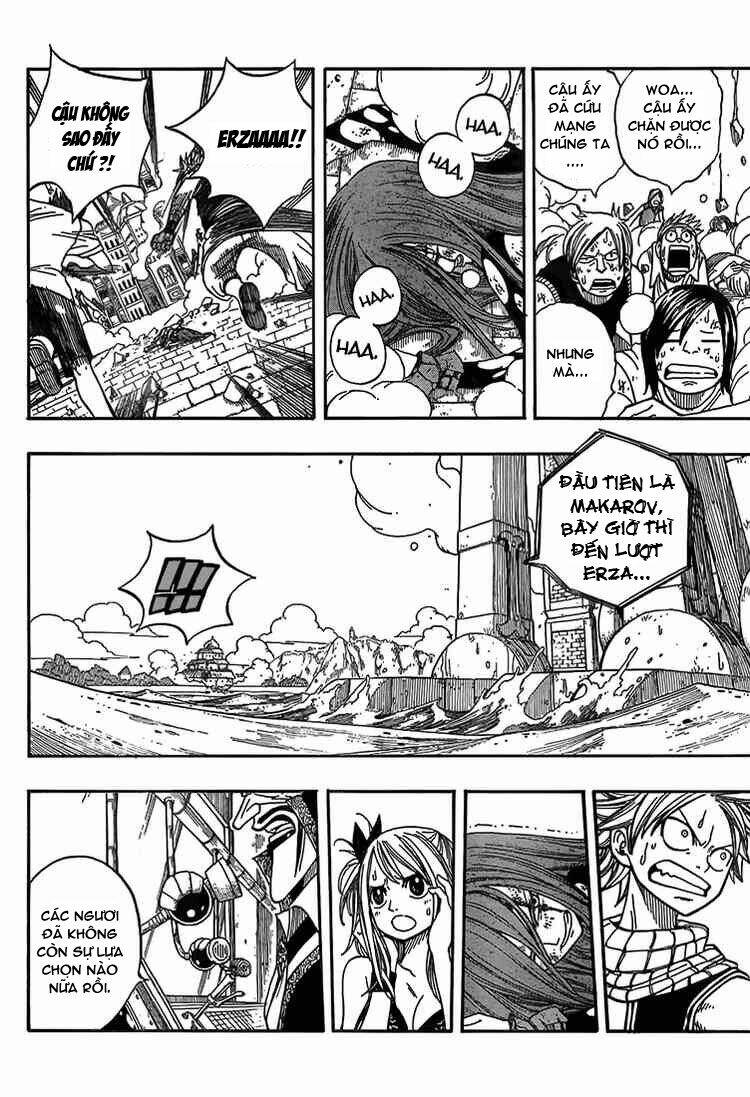 WOA...
CẬU ẤY
CHẶN ĐƯỢC
NÓ RỒI...
CẬU ẤY
ĐÃ CỨU
MẠNG
CHÚNG TA
....
NHƯNG
MÀ...
HAA,
HAA,
HAA,
HAA,
ERZAAAA!!
CẬU KHÔNG
SAO ĐẤY
CHỨ ?!
ĐẦU TIÊN LÀ
MAKAROV,
BÂY GIỜ THÌ
ĐẾN LƯỢT
ERZA...
!!!
CÁC NGƯƠI
ĐÃ KHÔNG
CÒN SỰ LỰA
CHỌN NÀO
NỮA RỒI.